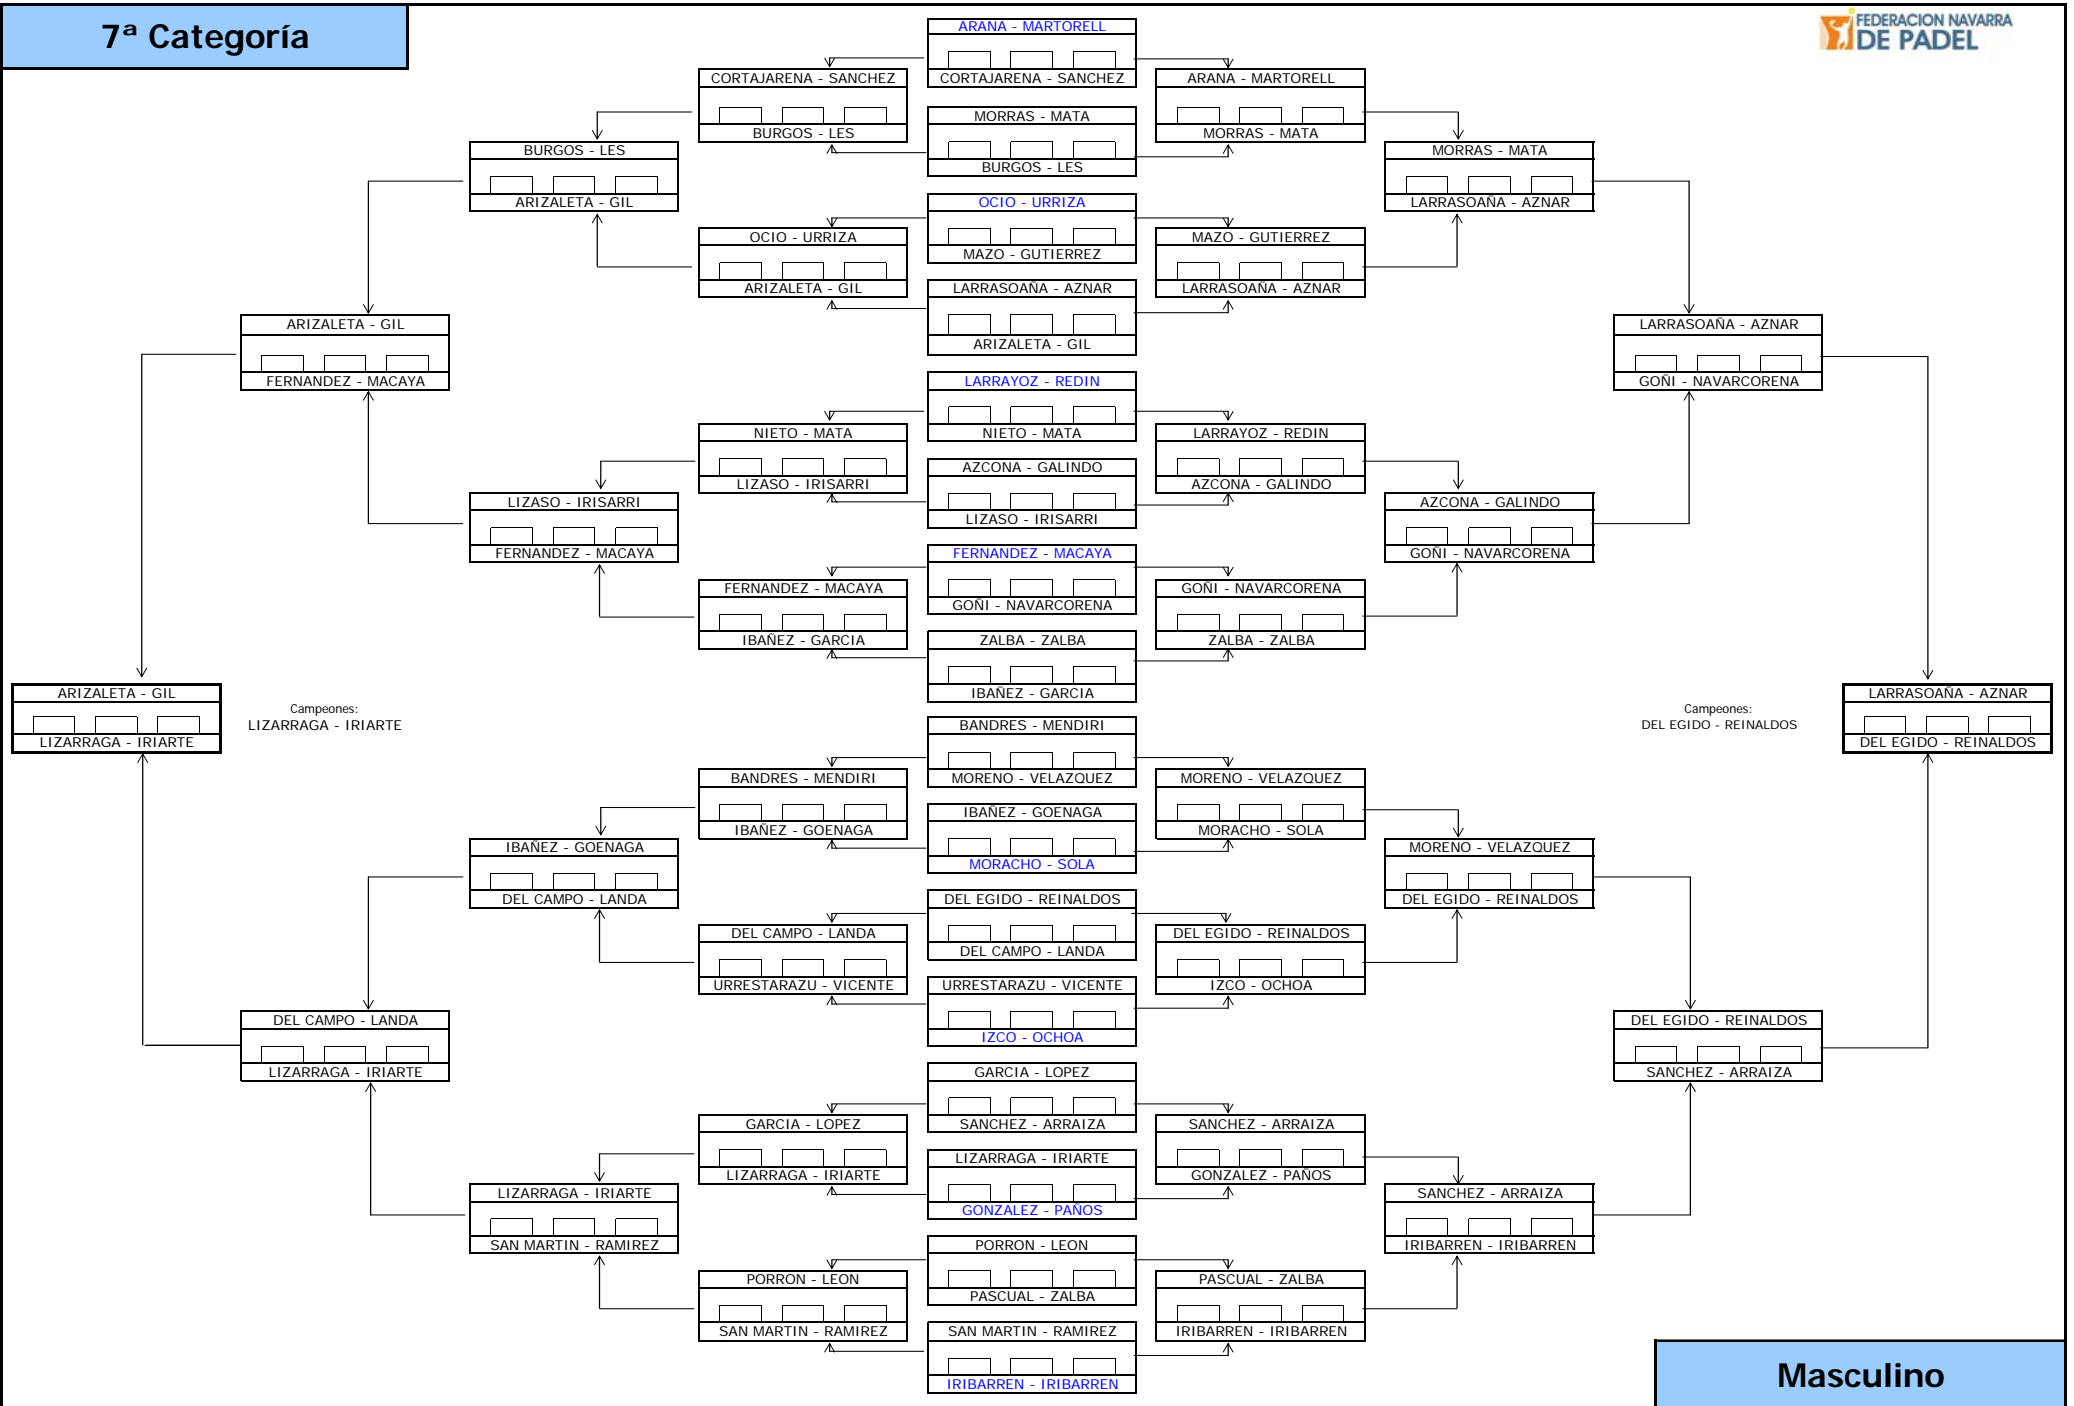 7ª Categoría
FEDERACION NAVARRA
DE PADEL
ARANA - MARTORELL
CORTAJARENA - SANCHEZ
MORRAS - MATA
BURGOS - LES
OCIO - URRIZA
MAZO - GUTIERREZ
LARRASOAÑA - AZNAR
ARIZALETA - GIL
LARRAYOZ - REDIN
NIETO - MATA
AZCONA - GALINDO
LIZASO - IRISARRI
FERNANDEZ - MACAYA
GOÑI - NAVARCORENA
ZALBA - ZALBA
IBAÑEZ - GARCIA
BANDRES - MENDIRI
MORENO - VELAZQUEZ
IBAÑEZ - GOENAGA
MORACHO - SOLA
DEL EGIDO - REINALDOS
DEL CAMPO - LANDA
URRESTARAZU - VICENTE
IZCO - OCHOA
GARCIA - LOPEZ
SANCHEZ - ARRAIZA
LIZARRAGA - IRIARTE
GONZALEZ - PAÑOS
PORRON - LEON
PASCUAL - ZALBA
SAN MARTIN - RAMIREZ
IRIBARREN - IRIBARREN
CORTAJARENA - SANCHEZ
BURGOS - LES
OCIO - URRIZA
ARIZALETA - GIL
NIETO - MATA
LIZASO - IRISARRI
FERNANDEZ - MACAYA
IBAÑEZ - GARCIA
BANDRES - MENDIRI
IBAÑEZ - GOENAGA
DEL CAMPO - LANDA
URRESTARAZU - VICENTE
GARCIA - LOPEZ
LIZARRAGA - IRIARTE
PORRON - LEON
SAN MARTIN - RAMIREZ
BURGOS - LES
ARIZALETA - GIL
LIZASO - IRISARRI
FERNANDEZ - MACAYA
IBAÑEZ - GOENAGA
DEL CAMPO - LANDA
LIZARRAGA - IRIARTE
SAN MARTIN - RAMIREZ
ARIZALETA - GIL
FERNANDEZ - MACAYA
DEL CAMPO - LANDA
LIZARRAGA - IRIARTE
ARIZALETA - GIL
LIZARRAGA - IRIARTE
Campeones:
LIZARRAGA - IRIARTE
ARANA - MARTORELL
MORRAS - MATA
MAZO - GUTIERREZ
LARRASOAÑA - AZNAR
LARRAYOZ - REDIN
AZCONA - GALINDO
GOÑI - NAVARCORENA
ZALBA - ZALBA
MORENO - VELAZQUEZ
MORACHO - SOLA
DEL EGIDO - REINALDOS
IZCO - OCHOA
SANCHEZ - ARRAIZA
GONZALEZ - PAÑOS
PASCUAL - ZALBA
IRIBARREN - IRIBARREN
MORRAS - MATA
LARRASOAÑA - AZNAR
AZCONA - GALINDO
GOÑI - NAVARCORENA
MORENO - VELAZQUEZ
DEL EGIDO - REINALDOS
SANCHEZ - ARRAIZA
IRIBARREN - IRIBARREN
LARRASOAÑA - AZNAR
GOÑI - NAVARCORENA
DEL EGIDO - REINALDOS
SANCHEZ - ARRAIZA
Campeones:
DEL EGIDO - REINALDOS
LARRASOAÑA - AZNAR
DEL EGIDO - REINALDOS
Masculino